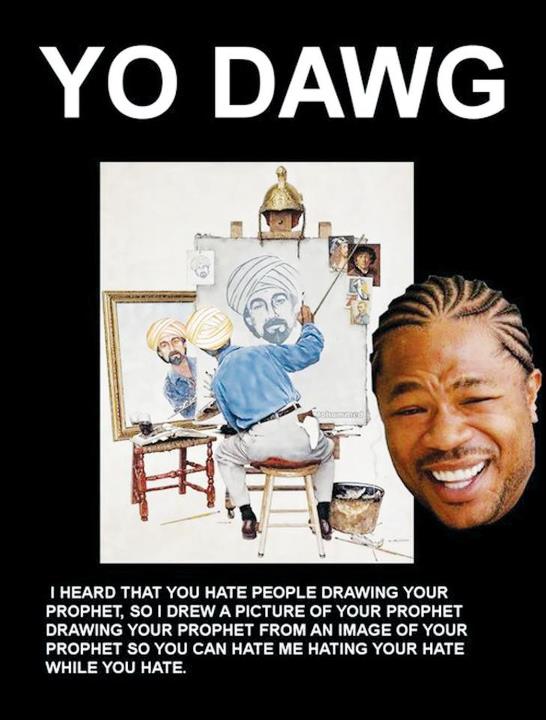 YO DAWG
Mohammed
I HEARD THAT YOU HATE PEOPLE DRAWING YOUR
PROPHET, SO I DREW A PICTURE OF YOUR PROPHET
DRAWING YOUR PROPHET FROM AN IMAGE OF YOUR
PROPHET SO YOU CAN HATE ME HATING YOUR HATE
WHILE YOU HATE.